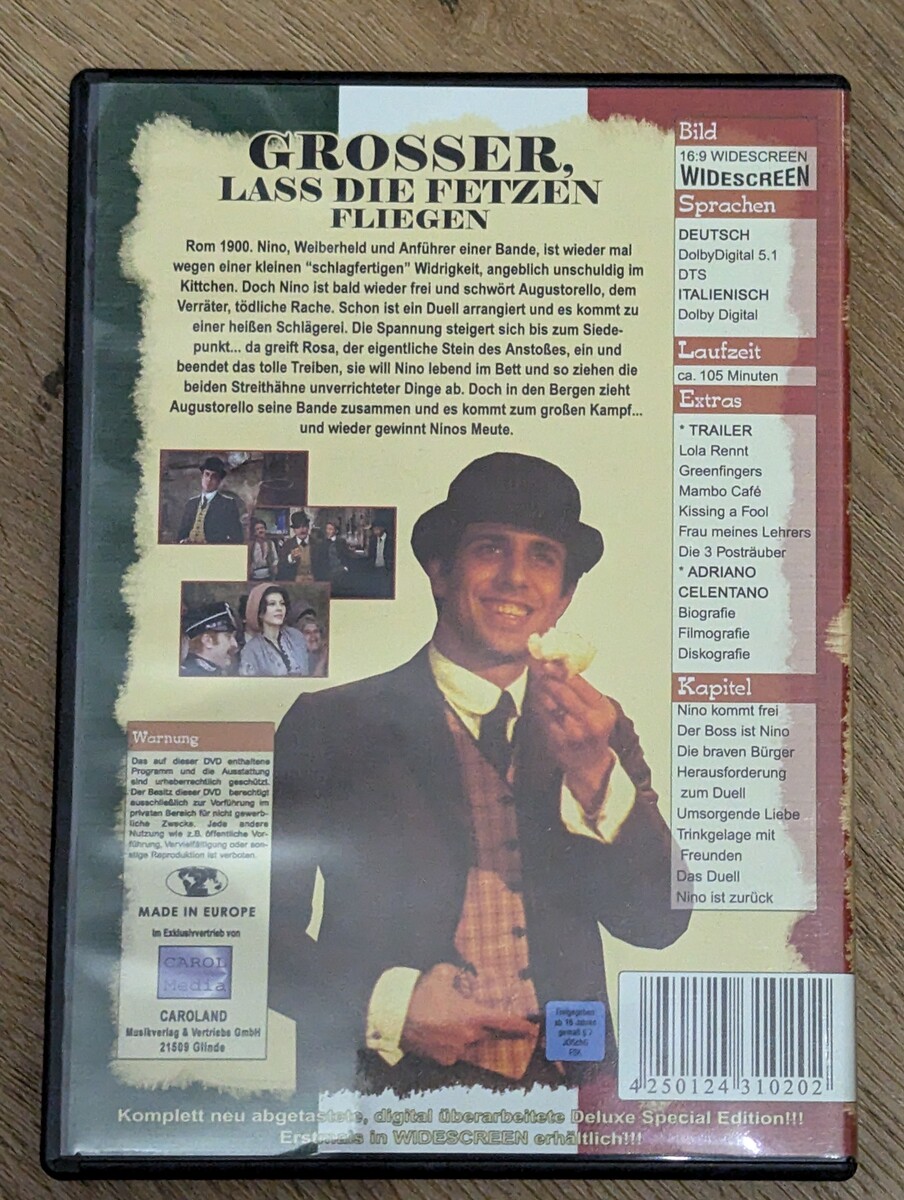 GROSSER,
LASS DIE FETZEN
FLIEGEN
Rom 1900. Nino, Weiberheld und Anführer einer Bande, ist wieder mal
wegen einer kleinen "schlagfertigen" Widrigkeit, angeblich unschuldig im
Kittchen. Doch Nino ist bald wieder frei und schwört Augustorello, dem
Verräter, tödliche Rache. Schon ist ein Duell arrangiert und es kommt zu
einer heißen Schlägerei. Die Spannung steigert sich bis zum Siede-
punkt... da greift Rosa, der eigentliche Stein des Anstoßes, ein und
beendet das tolle Treiben, sie will Nino lebend im Bett und so ziehen die
beiden Streithähne unverrichteter Dinge ab. Doch in den Bergen zieht
Augustorello seine Bande zusammen und es kommt zum großen Kampf...
und wieder gewinnt Ninos Meute.
Bild
16:9 WIDESCREEN
WIDESCREEN
Sprachen
DEUTSCH
DolbyDigital 5.1
DTS
ITALIENISCH
Dolby Digital
Laufzeit
ca. 105 Minuten
Extras
* TRAILER
Lola Rennt
Greenfingers
Mambo Café
Kissing a Fool
Frau meines Lehrers
Die 3 Posträuber
* ADRIANO
CELENTANO
Biografie
Filmografie
Diskografie
Kapitel
Nino kommt frei
Der Boss ist Nino
Die braven Bürger
Herausforderung
zum Duell
Umsorgende Liebe
Trinkgelage mit
Freunden
Das Duell
Nino ist zurück
Warnung
Das auf dieser DVD enthaltene
Programm und die Ausstattung
sind urheberrechtlich geschützt.
Der Besitz dieser DVD berechtigt
ausschließlich zur Vorführung im
privaten Bereich für nicht gewerb-
liche Zwecke. Jede andere
Nutzung wie z.B. öffentliche Vor-
führung, Vervielfältigung oder son-
stige Reproduktion ist verboten.
MADE IN EUROPE
Im Exklusivvertrieb von
CAROL
Media
CAROLAND
Musikverlag & Vertriebs GmbH
21509 Glinde
Freigegeben
ab 16 Jahren
gemäß § 7
JÖSchG
FSK
4 250124 310202
Komplett neu abgetastete, digital überarbeitete Deluxe Special Edition!!!
Erstmals in WIDESCREEN erhältlich!!!